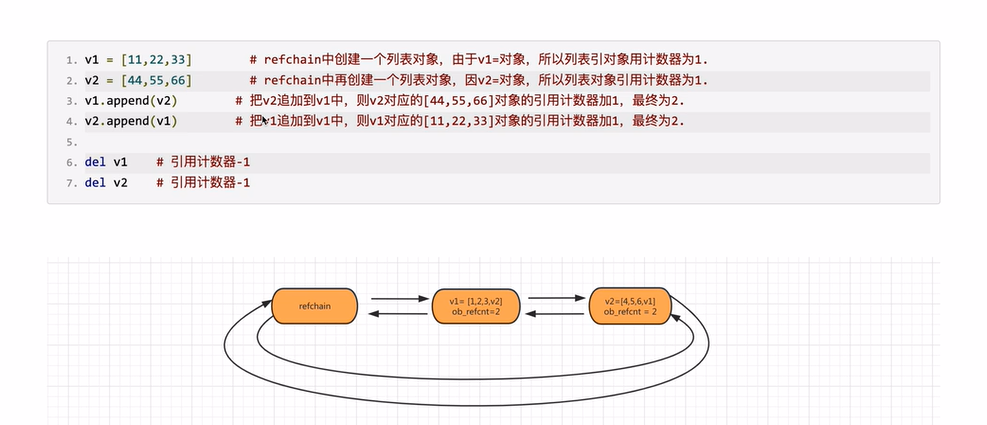 1. v1 = [11,22,33] # refchain中创建一个列表对象，由于v1=对象，所以列表引对象用计数器为1.
2. v2 = [44,55,66] # refchain中再创建一个列表对象，因v2=对象，所以列表对象引用计数器为1.
3. v1.append(v2) # 把v2追加到v1中，则v2对应的[44,55,66]对象的引用计数器加1，最终为2.
4. v2.append(v1) # 把v1追加到v1中，则v1对应的[11,22,33]对象的引用计数器加1，最终为2.
5.
6. del v1 # 引用计数器-1
7. del v2 # 引用计数器-1
refchain
v1= [1,2,3,v2]
ob_refcnt=2
v2=[4,5,6,v1]
ob_refcnt = 2